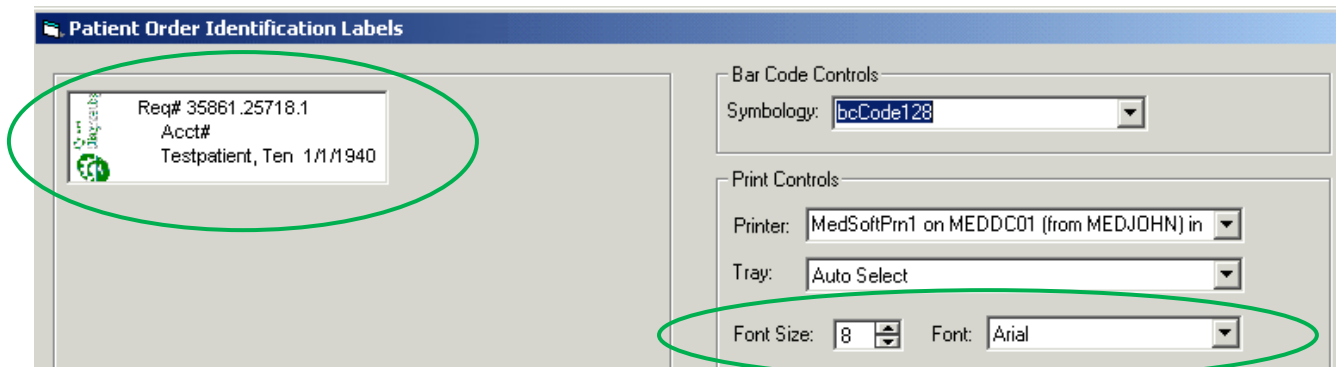 Patient Order Identification Labels
Req# 35861.25718.1
Acct#
Testpatient, Ten 1/1/1940
Bar Code Controls
Symbology: bcCode128
Print Controls
Printer: MedSoftPrn1 on MEDDC01 (from MEDJOHN) in
Tray: Auto Select
Font Size: 8 Font: Arial